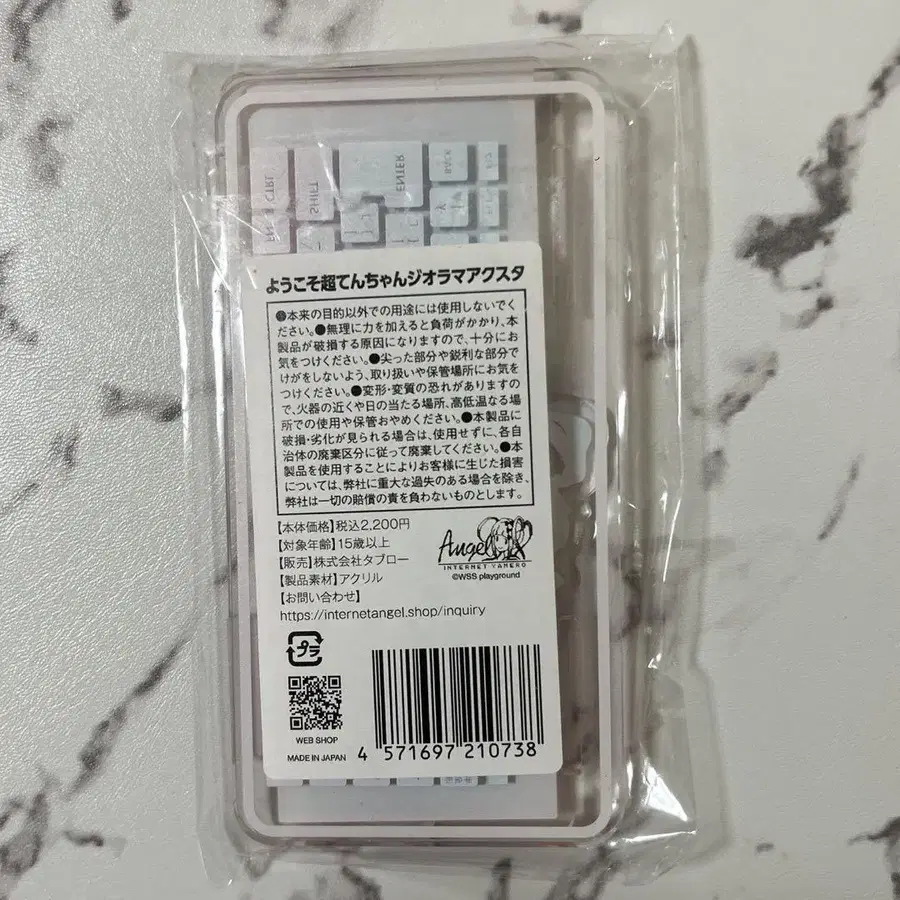 CTRL
FN
SHIFT
ENTER
BACK
ようこそ超てんちゃんジオラマアクスタ
●本来の目的以外での用途には使用しないでく
ださい。●無理に力を加えると負荷がかかり、本
製品が破損する原因になりますので、十分にお
気をつけください。●尖った部分や鋭利な部分で
けがをしないよう、取り扱いや保管場所にお気を
つけください。●変形・変質の恐れがありますの
で、火器の近くや日の当たる場所、高低温なる場
所での使用や保管おやめください。●本製品に
破損・劣化が見られる場合は、使用せずに、各自
治体の廃棄区分に従って廃棄してください。●本
製品を使用することによりお客様に生じた損害
については、弊社に重大な過失のある場合を除き、
弊社は一切の賠償の責を負わないものとします。
【本体価格】税込2,200円
【対象年齢】15歳以上
【販売】株式会社タブロー
【製品素材】アクリル
【お問い合わせ】
https://internetangel.shop/inquiry
Angel
INTERNET YAMERO
©WSS playground
プラ
WEB SHOP
MADE IN JAPAN
4 571697 210738